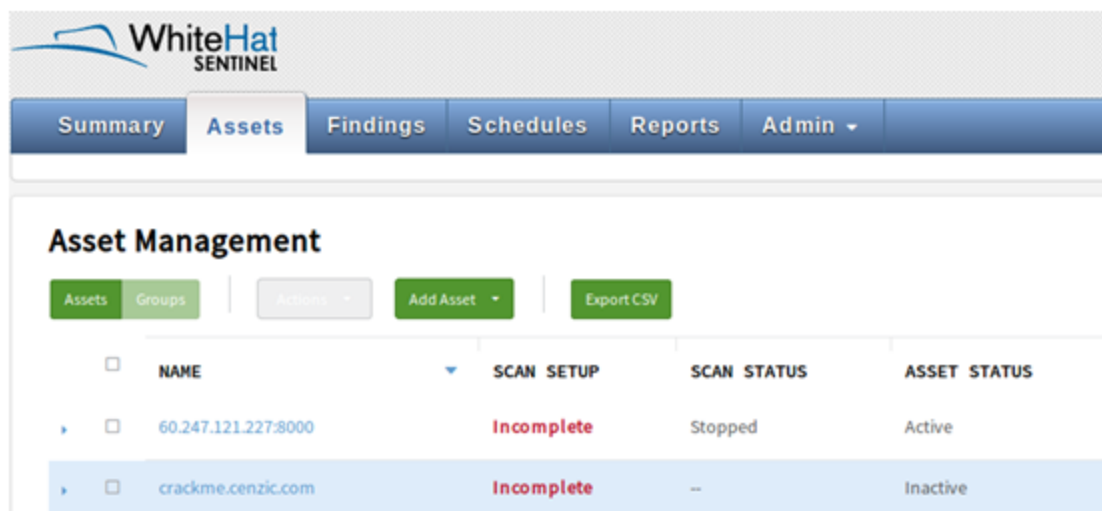 WhiteHat
SENTINEL
Summary Assets Findings Schedules Reports Admin
Asset Management
Assets Groups Actions Add Asset Export CSV
NAME SCAN SETUP SCAN STATUS ASSET STATUS
60.247.121.227:8000 Incomplete Stopped Active
crackme.cenzic.com Incomplete -- Inactive